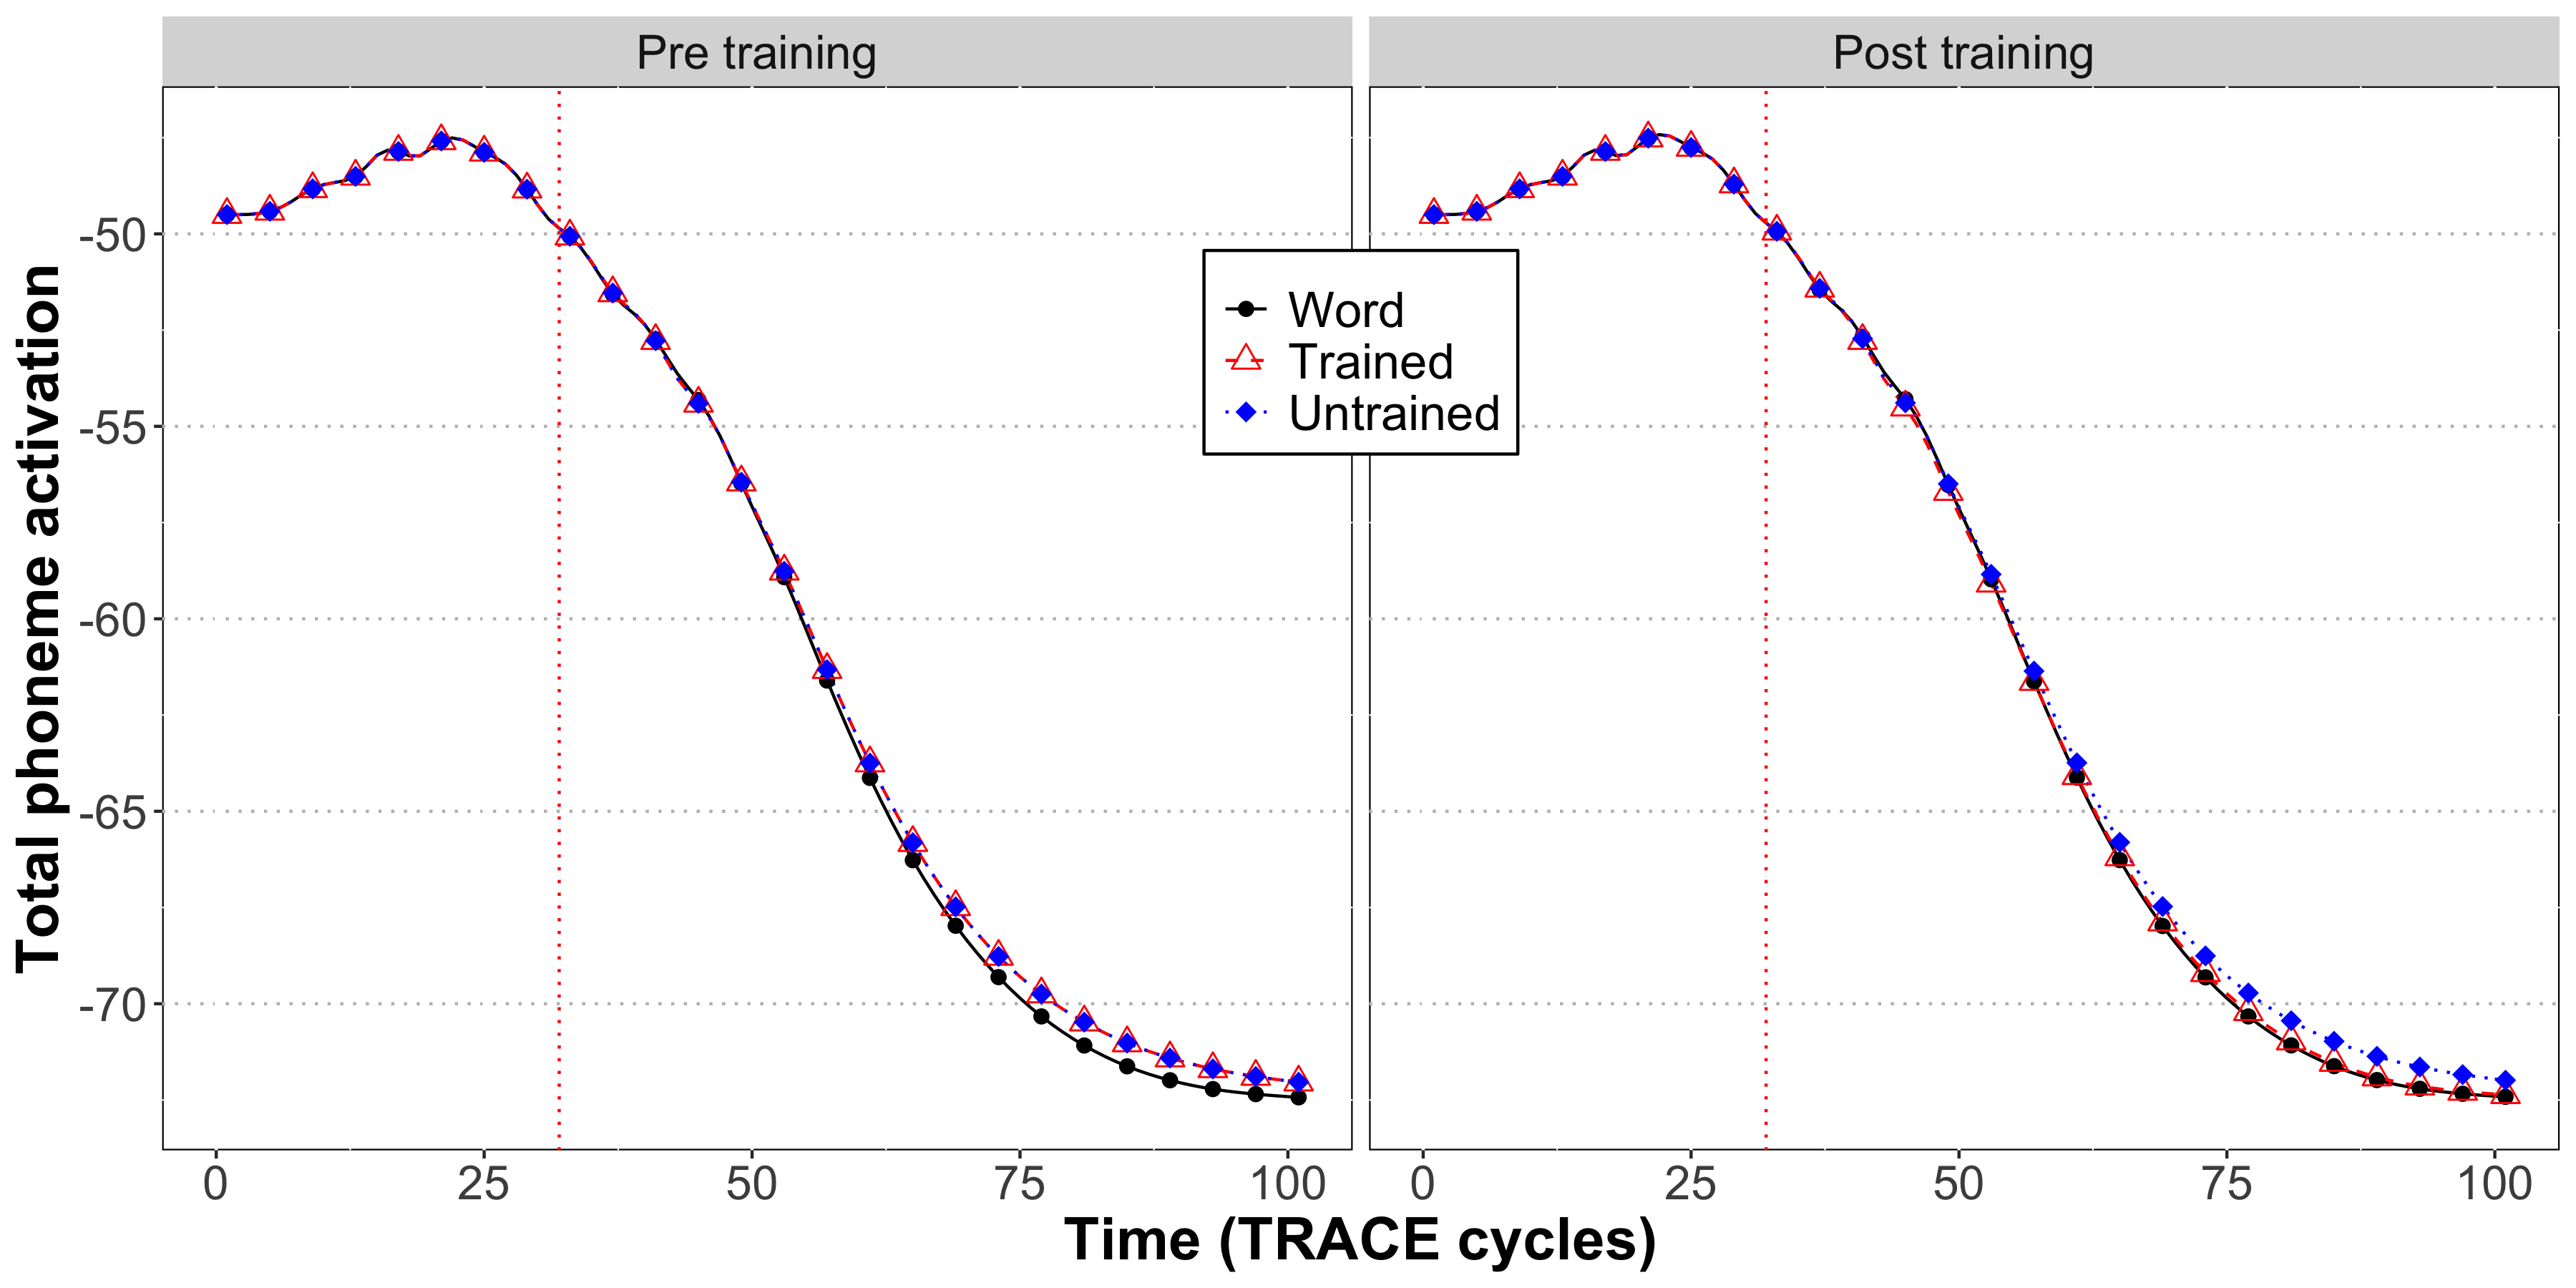 Pre training
Post training
Total phoneme activation
-50
-55
-60
-65
-70
Word
Trained
Untrained
0 25 50 75 100
0 25 50 75 100
Time (TRACE cycles)